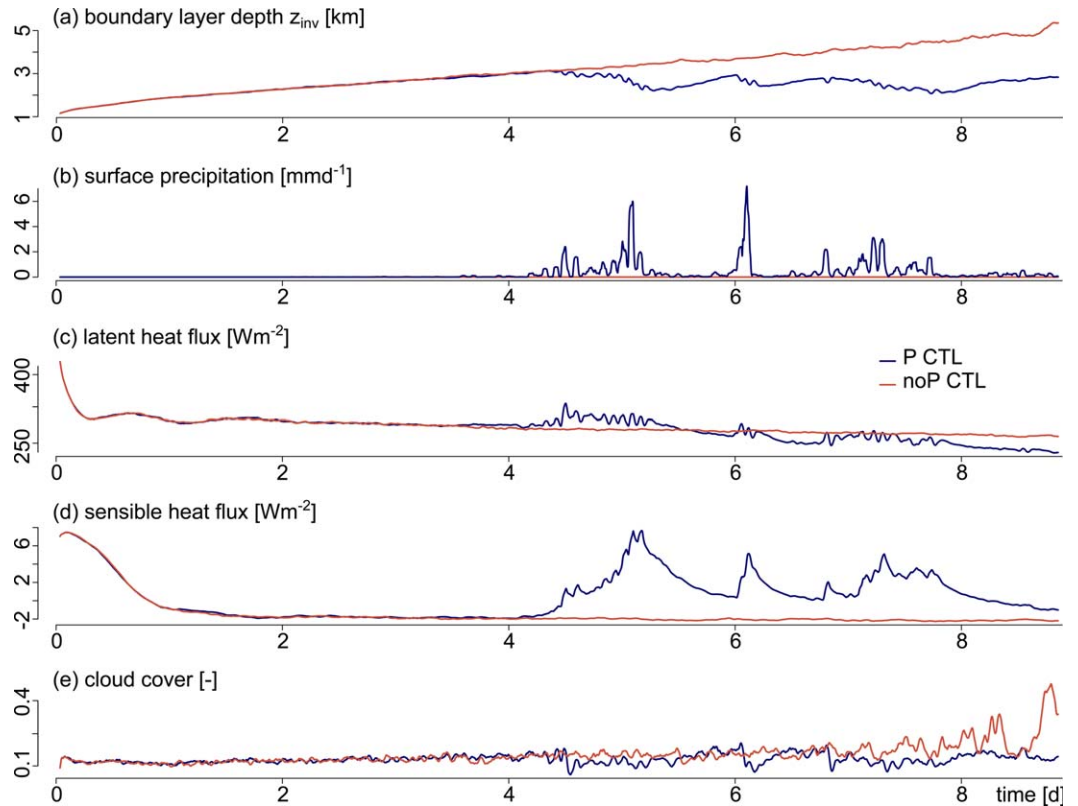 (a) boundary layer depth z_inv [km]
5
3
1
0 2 4 6 8
(b) surface precipitation [mmd⁻¹]
6
4
2
0
0 2 4 6 8
(c) latent heat flux [Wm⁻²]
400
250
P CTL
noP CTL
0 2 4 6 8
(d) sensible heat flux [Wm⁻²]
6
2
-2
0 2 4 6 8
(e) cloud cover [-]
0.4
0.1
0 2 4 6 8 time [d]